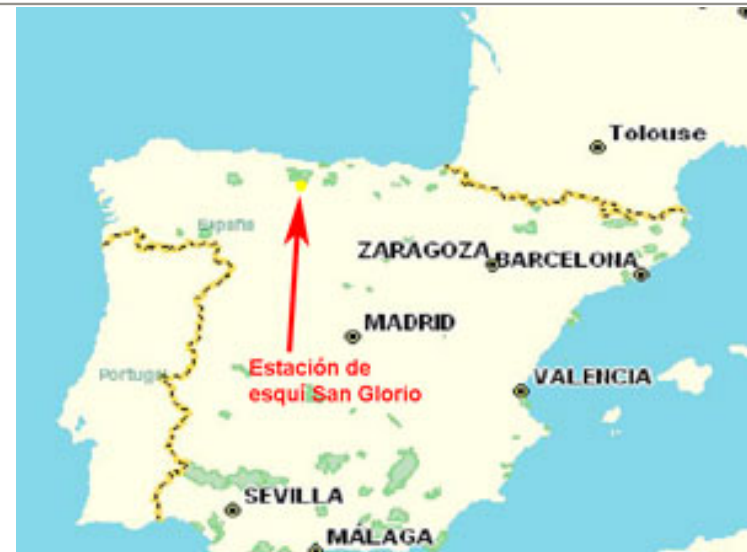 Tolouse
España
ZARAGOZA
BARCELONA
MADRID
Portugal
Estación de
esquí San Glorio
VALENCIA
SEVILLA
MÁLAGA